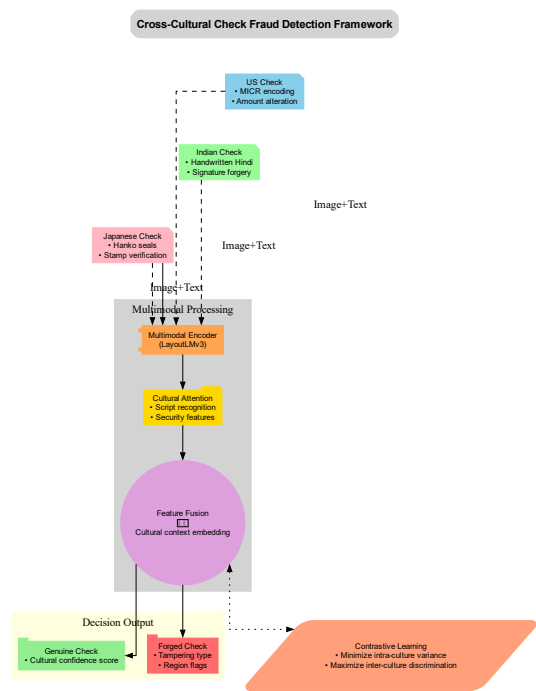 Cross-Cultural Check Fraud Detection Framework
US Check
• MICR encoding
• Amount alteration
Indian Check
• Handwritten Hindi
• Signature forgery
Image+Text
Japanese Check
• Hanko seals
• Stamp verification
Image+Text
Image+Text
Multimodal Processing
Multimodal Encoder
(LayoutLMv3)
Cultural Attention
• Script recognition
• Security features
Feature Fusion
Cultural context embedding
Decision Output
Genuine Check
• Cultural confidence score
Forged Check
• Tampering type
• Region flags
Contrastive Learning
• Minimize intra-culture variance
• Maximize inter-culture discrimination